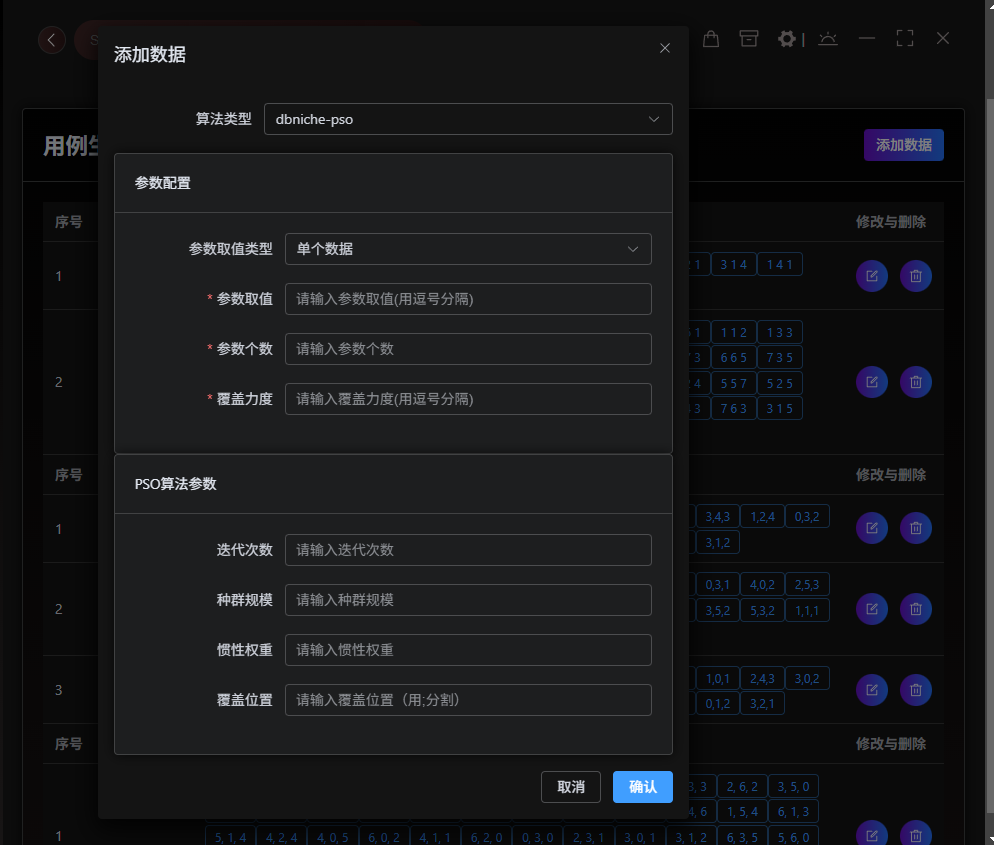 添加数据
算法类型 dbniche-pso
用例生
添加数据
参数配置
序号 修改与删除
参数取值类型 单个数据
1 2 1 3 1 4 1 4 1
* 参数取值 请输入参数取值(用逗号分隔)
1 1 1 2 1 3 3
* 参数个数 请输入参数个数
3 6 6 5 7 3 5
2 4 5 5 7 5 2 5
* 覆盖力度 请输入覆盖力度(用逗号分隔)
3 7 6 3 3 1 5
序号 修改与删除
PSO算法参数
3,4,3 1,2,4 0,3,2
1 3,1,2
迭代次数 请输入迭代次数
0,3,1 4,0,2 2,5,3
种群规模 请输入种群规模
2 3,5,2 5,3,2 1,1,1
惯性权重 请输入惯性权重
1,0,1 2,4,3 3,0,2
3 0,1,2 3,2,1
覆盖位置 请输入覆盖位置（用;分割）
序号 修改与删除
取消 确认
3, 3 2, 6, 2 3, 5, 0
4, 6 1, 5, 4 6, 1, 3
1 5, 1, 4 4, 2, 4 4, 0, 5 6, 0, 2 4, 1, 1 6, 2, 0 0, 3, 0 2, 3, 1 3, 0, 1 3, 1, 2 6, 3, 5 5, 6, 0